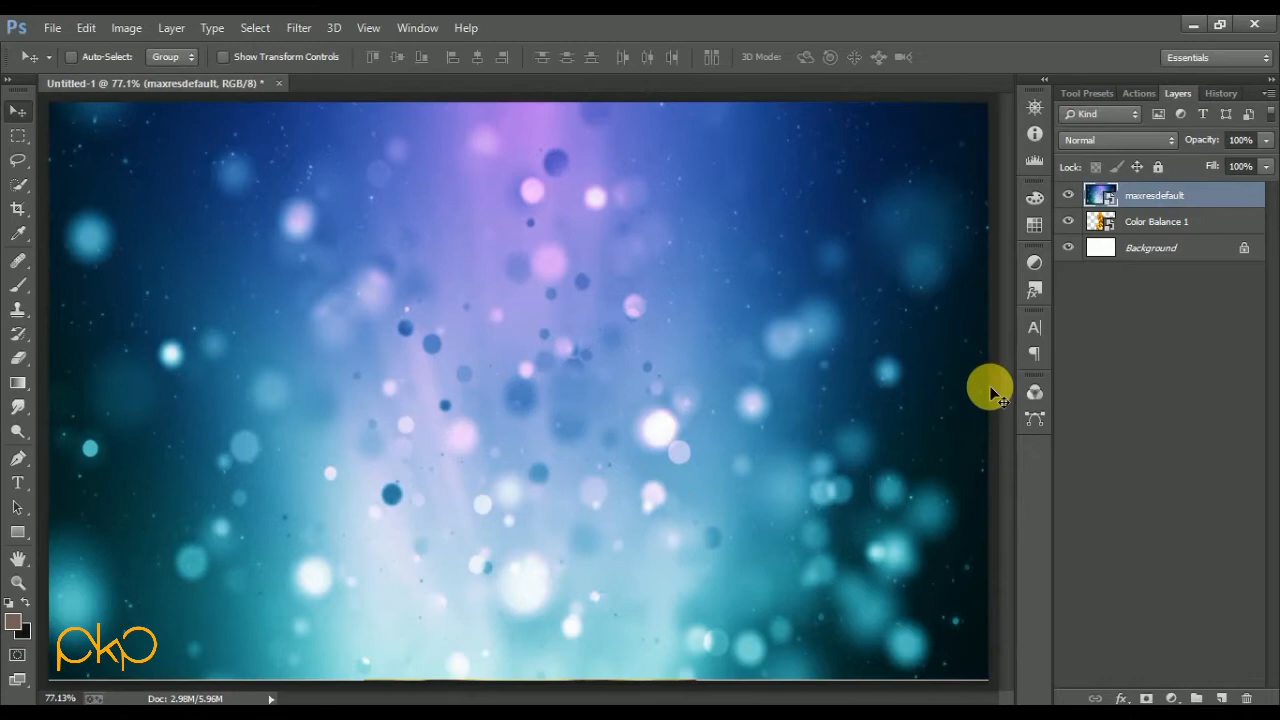 Ps File Edit Image Layer Type Select Filter 3D View Window Help
Auto-Select: Group Show Transform Controls 3D Mode: Essentials
Untitled-1 @ 77.1% (maxresdefault, RGB/8) * ×
Tool Presets Actions Layers History
Kind
Normal Opacity: 100%
Lock: Fill: 100%
maxresdefault
Color Balance 1
Background
pkp
77.13% Doc: 2.98M/5.96M